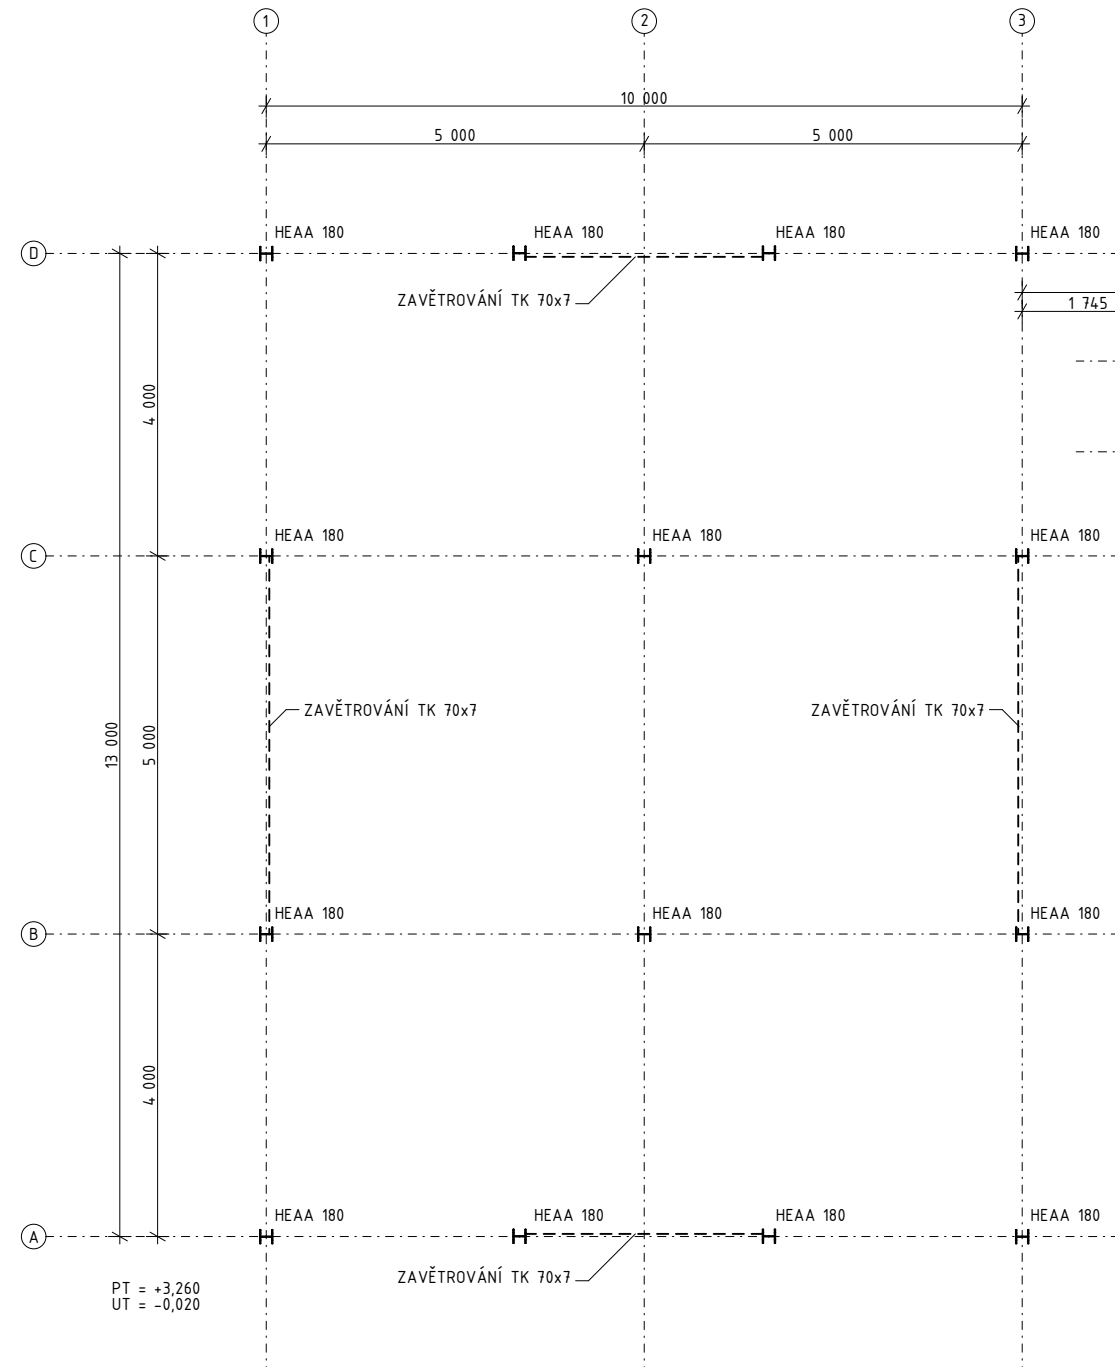 1
2
3
10 000
5 000
5 000
D
HEAA 180
HEAA 180
HEAA 180
HEAA 180
ZAVĚTROVÁNÍ TK 70x7
1 745
4 000
C
HEAA 180
HEAA 180
HEAA 180
ZAVĚTROVÁNÍ TK 70x7
ZAVĚTROVÁNÍ TK 70x7
13 000
5 000
B
HEAA 180
HEAA 180
HEAA 180
4 000
A
HEAA 180
HEAA 180
HEAA 180
HEAA 180
ZAVĚTROVÁNÍ TK 70x7
PT = +3,260
UT = -0,020